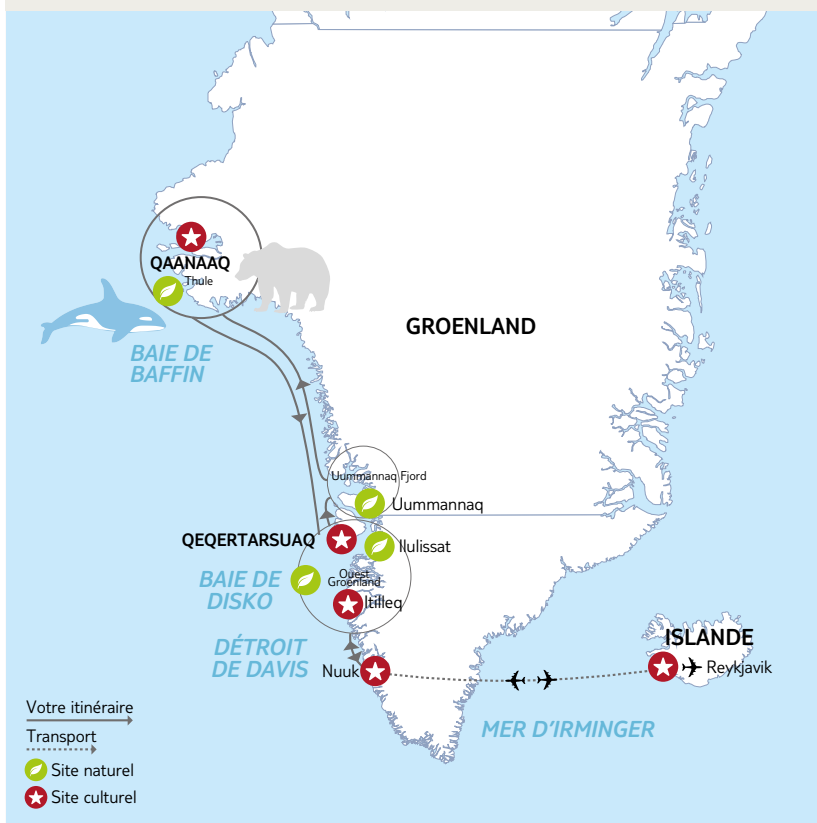 QAANAAQ
Thule
GROENLAND
BAIE DE
BAFFIN
Uummannaq Fjord
Uummannaq
QEQERTARSUAQ
Ilulissat
BAIE DE
DISKO
Ouest
Groenland
Itilleq
DÉTROIT
DE DAVIS
Nuuk
ISLANDE
Reykjavik
MER D'IRMINGER
Votre itinéraire
Transport
Site naturel
Site culturel